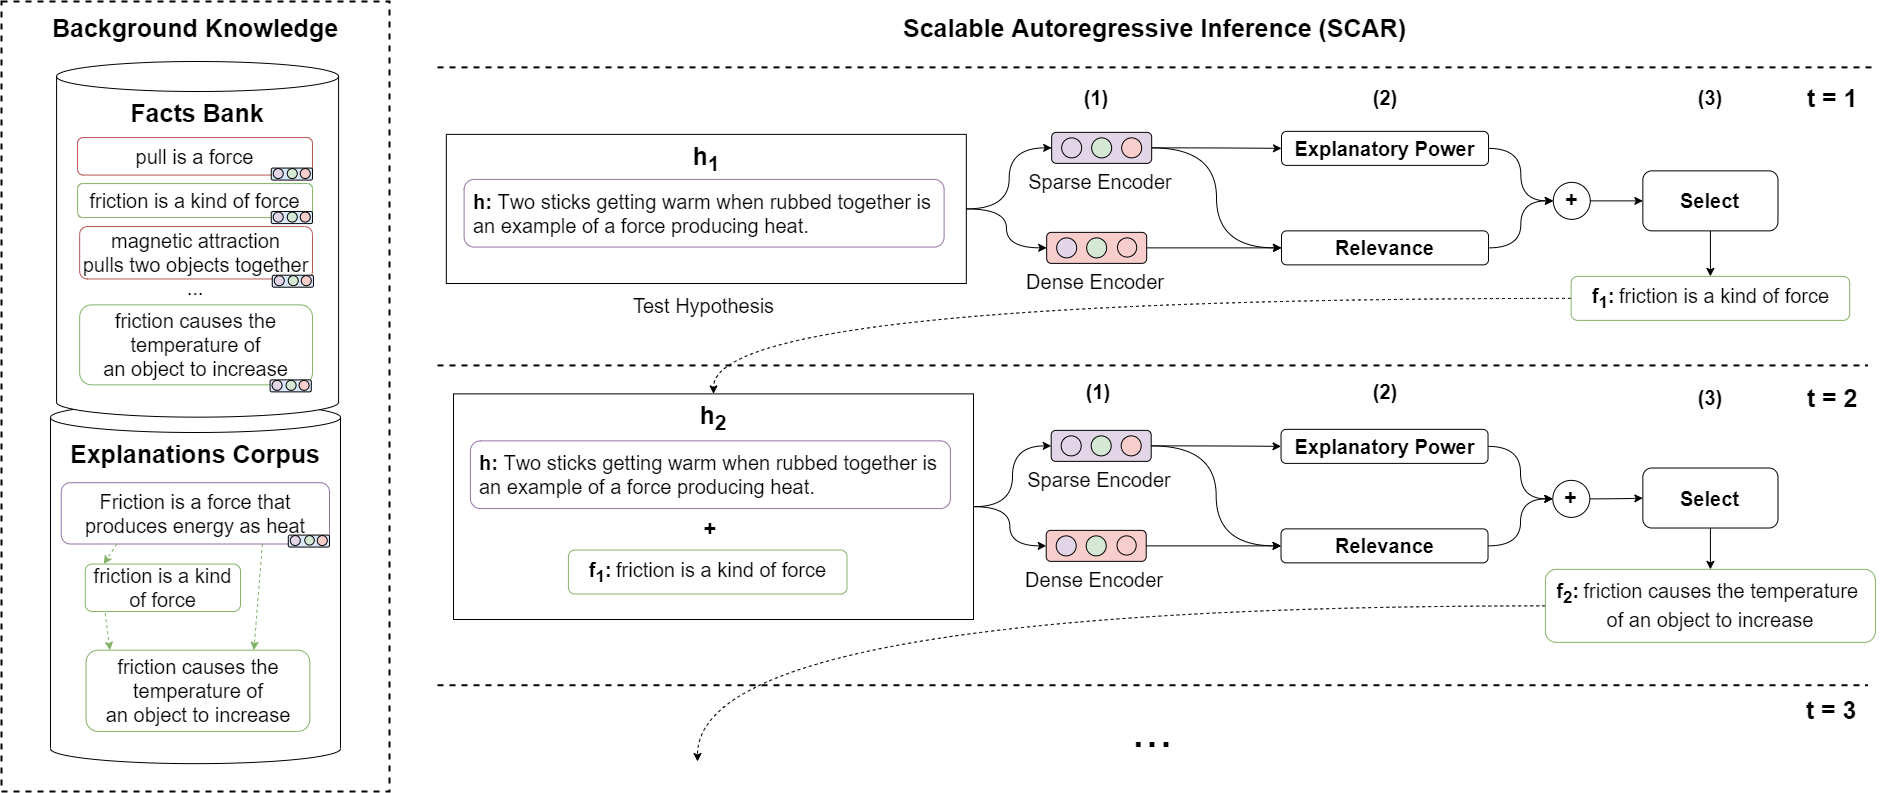 Background Knowledge
Facts Bank
pull is a force
friction is a kind of force
magnetic attraction
pulls two objects together
...
friction causes the
temperature of
an object to increase
Explanations Corpus
Friction is a force that
produces energy as heat
friction is a kind
of force
friction causes the
temperature of
an object to increase
Scalable Autoregressive Inference (SCAR)
(1) (2) (3) t = 1
h1
h: Two sticks getting warm when rubbed together is
an example of a force producing heat.
Test Hypothesis
Sparse Encoder
Dense Encoder
Explanatory Power
Relevance
+
Select
f1: friction is a kind of force
(1) (2) (3) t = 2
h2
h: Two sticks getting warm when rubbed together is
an example of a force producing heat.
+
f1: friction is a kind of force
Sparse Encoder
Dense Encoder
Explanatory Power
Relevance
+
Select
f2: friction causes the temperature
of an object to increase
t = 3
...